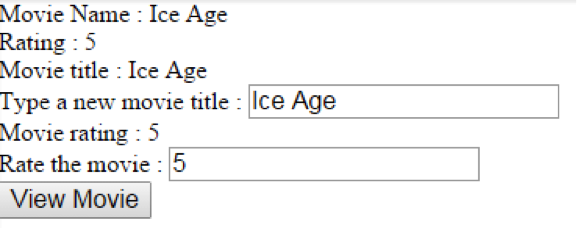 Movie Name : Ice Age
Rating : 5
Movie title : Ice Age
Type a new movie title : Ice Age
Movie rating : 5
Rate the movie : 5
View Movie